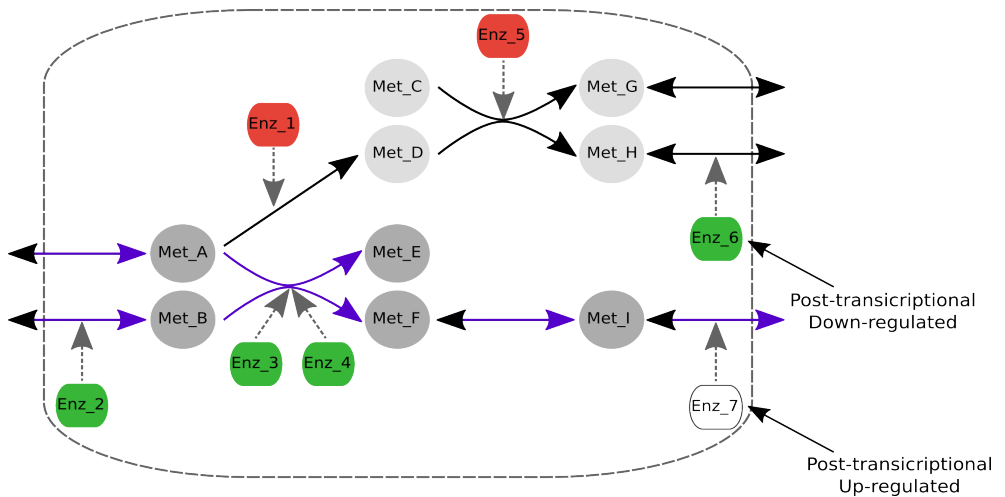 Enz_5
Met_C
Met_G
Enz_1
Met_D
Met_H
Enz_6
Met_A
Met_E
Post-transicriptional
Down-regulated
Met_B
Met_F
Met_I
Enz_3
Enz_4
Enz_2
Enz_7
Post-transicriptional
Up-regulated